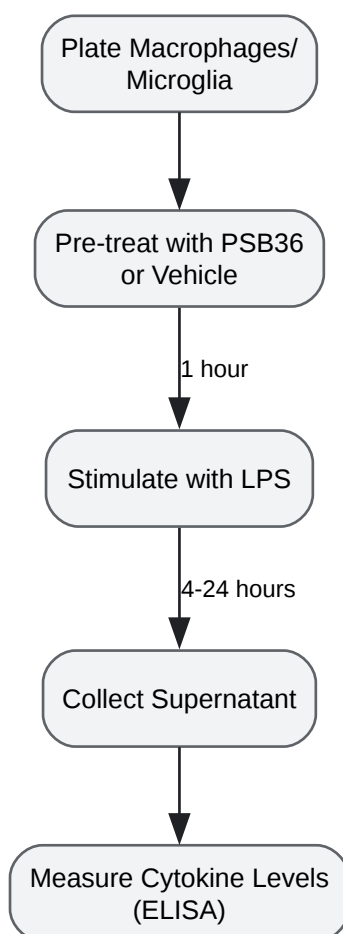 Plate Macrophages/
Microglia
Pre-treat with PSB36
or Vehicle
1 hour
Stimulate with LPS
4-24 hours
Collect Supernatant
Measure Cytokine Levels
(ELISA)